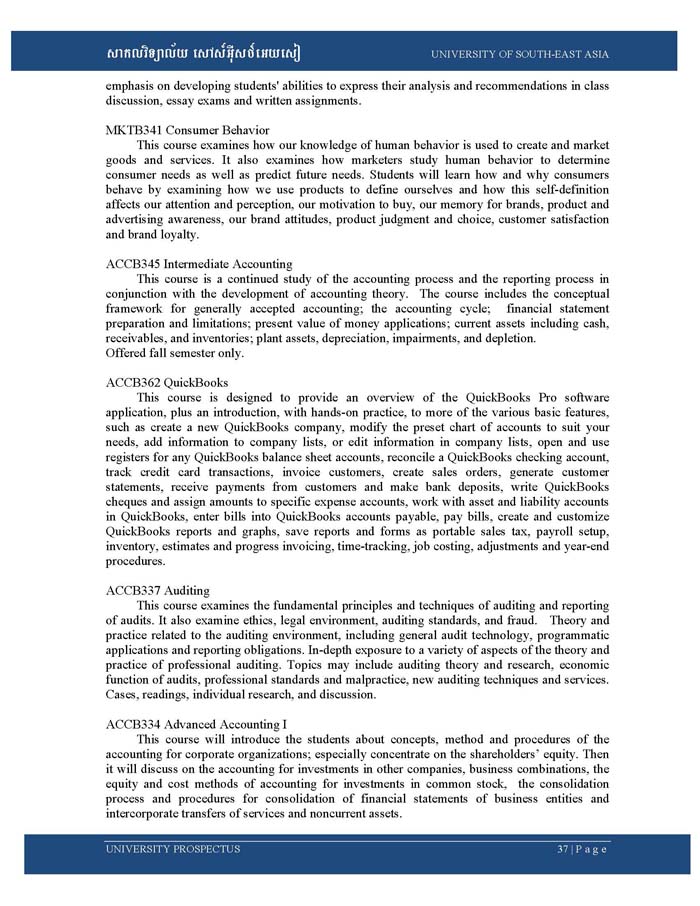 សាកលវិទ្យាល័យ សៅស៍អ៊ីសថ៍អេយសៀ
UNIVERSITY OF SOUTH-EAST ASIA
emphasis on developing students' abilities to express their analysis and recommendations in class
discussion, essay exams and written assignments.
MKTB341 Consumer Behavior
This course examines how our knowledge of human behavior is used to create and market
goods and services. It also examines how marketers study human behavior to determine
consumer needs as well as predict future needs. Students will learn how and why consumers
behave by examining how we use products to define ourselves and how this self-definition
affects our attention and perception, our motivation to buy, our memory for brands, product and
advertising awareness, our brand attitudes, product judgment and choice, customer satisfaction
and brand loyalty.
ACCB345 Intermediate Accounting
This course is a continued study of the accounting process and the reporting process in
conjunction with the development of accounting theory. The course includes the conceptual
framework for generally accepted accounting; the accounting cycle; financial statement
preparation and limitations; present value of money applications; current assets including cash,
receivables, and inventories; plant assets, depreciation, impairments, and depletion.
Offered fall semester only.
ACCB362 QuickBooks
This course is designed to provide an overview of the QuickBooks Pro software
application, plus an introduction, with hands-on practice, to more of the various basic features,
such as create a new QuickBooks company, modify the preset chart of accounts to suit your
needs, add information to company lists, or edit information in company lists, open and use
registers for any QuickBooks balance sheet accounts, reconcile a QuickBooks checking account,
track credit card transactions, invoice customers, create sales orders, generate customer
statements, receive payments from customers and make bank deposits, write QuickBooks
cheques and assign amounts to specific expense accounts, work with asset and liability accounts
in QuickBooks, enter bills into QuickBooks accounts payable, pay bills, create and customize
QuickBooks reports and graphs, save reports and forms as portable sales tax, payroll setup,
inventory, estimates and progress invoicing, time-tracking, job costing, adjustments and year-end
procedures.
ACCB337 Auditing
This course examines the fundamental principles and techniques of auditing and reporting
of audits. It also examine ethics, legal environment, auditing standards, and fraud. Theory and
practice related to the auditing environment, including general audit technology, programmatic
applications and reporting obligations. In-depth exposure to a variety of aspects of the theory and
practice of professional auditing. Topics may include auditing theory and research, economic
function of audits, professional standards and malpractice, new auditing techniques and services.
Cases, readings, individual research, and discussion.
ACCB334 Advanced Accounting I
This course will introduce the students about concepts, method and procedures of the
accounting for corporate organizations; especially concentrate on the shareholders’ equity. Then
it will discuss on the accounting for investments in other companies, business combinations, the
equity and cost methods of accounting for investments in common stock, the consolidation
process and procedures for consolidation of financial statements of business entities and
intercorporate transfers of services and noncurrent assets.
UNIVERSITY PROSPECTUS
37 | P a g e